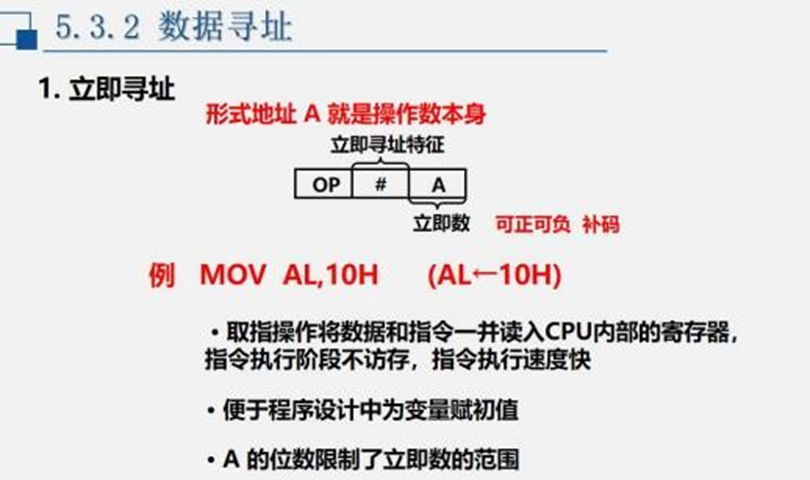 5.3.2 数据寻址
1. 立即寻址
形式地址 A 就是操作数本身
立即寻址特征
OP # A
立即数 可正可负 补码
例 MOV AL,10H (AL←10H)
·取指操作将数据和指令一并读入CPU内部的寄存器，
指令执行阶段不访存，指令执行速度快
·便于程序设计中为变量赋初值
·A 的位数限制了立即数的范围